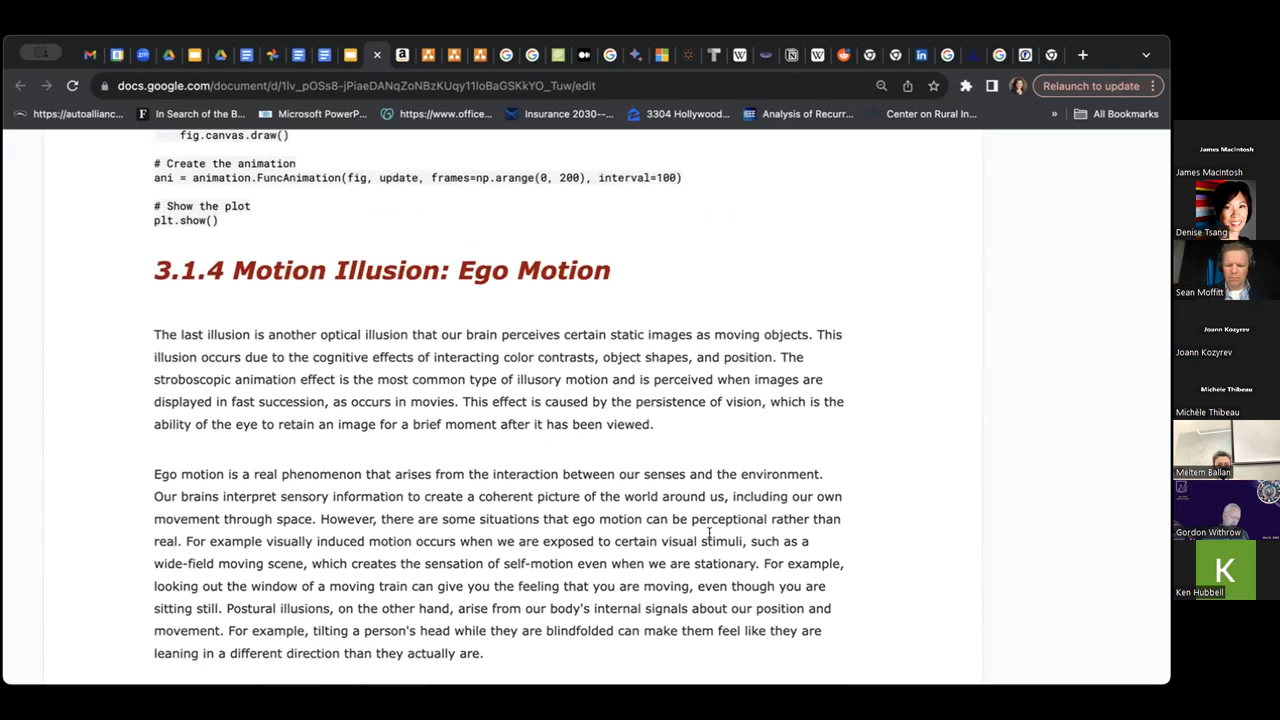 docs.google.com/document/d/1lv_pOSs8-jPiaeDANqZoNBzKUqy11IoBaGSKkYO_Tuw/edit
Relaunch to update
https://autoallianc...
In Search of the B...
Microsoft PowerP...
https://www.office...
Insurance 2030--...
3304 Hollywood...
Analysis of Recurr...
Center on Rural In...
»
All Bookmarks
fig.canvas.draw()
# Create the animation
ani = animation.FuncAnimation(fig, update, frames=np.arange(0, 200), interval=100)
# Show the plot
plt.show()
3.1.4 Motion Illusion: Ego Motion
The last illusion is another optical illusion that our brain perceives certain static images as moving objects. This
illusion occurs due to the cognitive effects of interacting color contrasts, object shapes, and position. The
stroboscopic animation effect is the most common type of illusory motion and is perceived when images are
displayed in fast succession, as occurs in movies. This effect is caused by the persistence of vision, which is the
ability of the eye to retain an image for a brief moment after it has been viewed.
Ego motion is a real phenomenon that arises from the interaction between our senses and the environment.
Our brains interpret sensory information to create a coherent picture of the world around us, including our own
movement through space. However, there are some situations that ego motion can be perceptional rather than
real. For example visually induced motion occurs when we are exposed to certain visual stimuli, such as a
wide-field moving scene, which creates the sensation of self-motion even when we are stationary. For example,
looking out the window of a moving train can give you the feeling that you are moving, even though you are
sitting still. Postural illusions, on the other hand, arise from our body's internal signals about our position and
movement. For example, tilting a person's head while they are blindfolded can make them feel like they are
leaning in a different direction than they actually are.
James MacIntosh
James MacIntosh
Denise Tsang
Sean Moffitt
Joann Kozyrev
Joann Kozyrev
Michèle Thibeau
Michèle Thibeau
Meltem Ballan
Gordon Withrow
K
Ken Hubbell